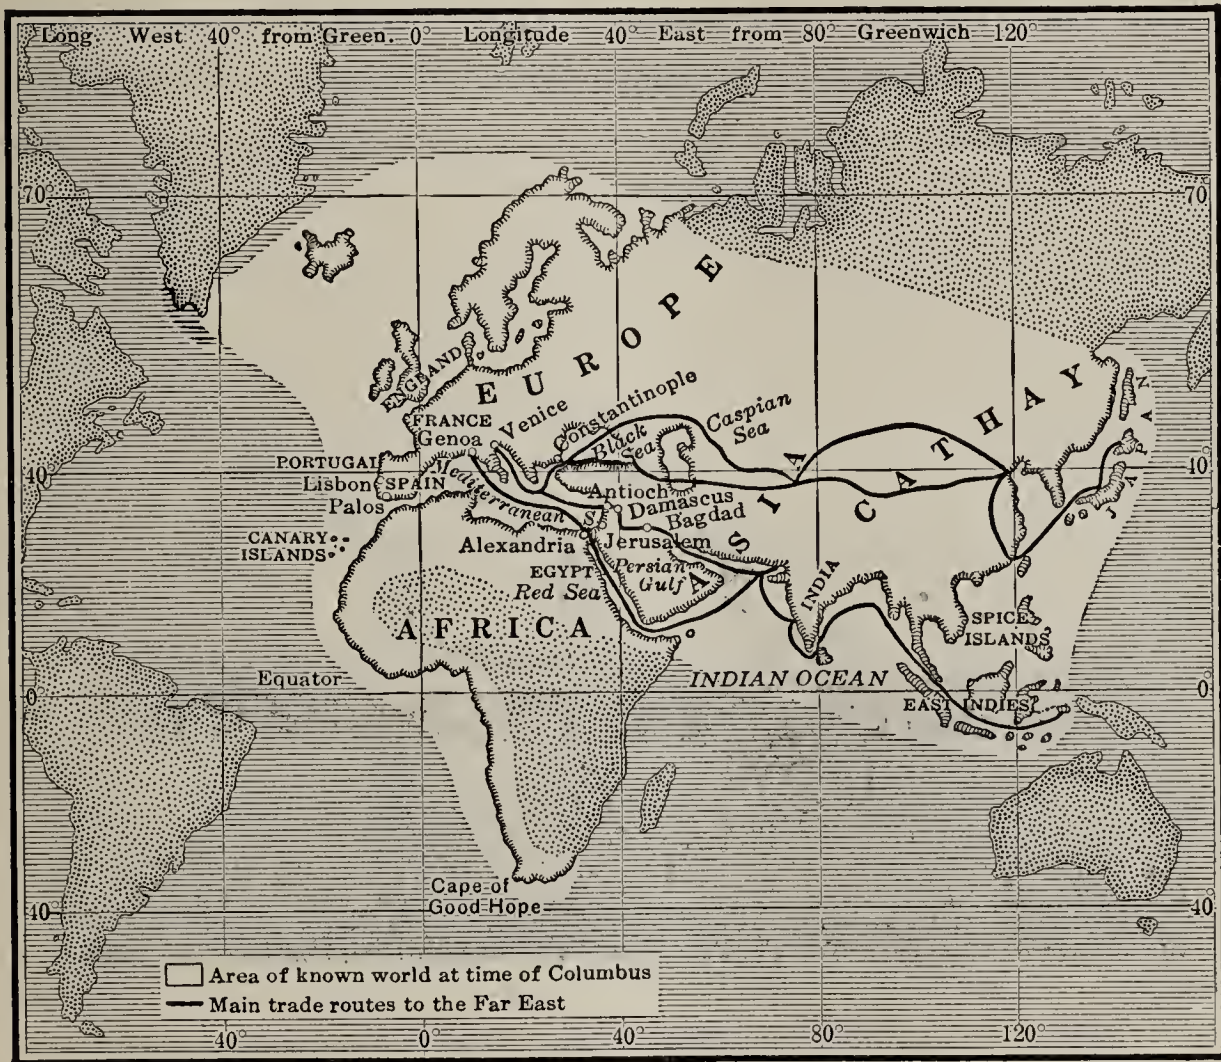 Long. West 40° from Green. 0° Longitude 40° East from 80° Greenwich 120°
70° 70
EUROPE
ENGLAND
FRANCE
Genoa
Venice
Constantinople
Black Sea
Caspian Sea
ASIA
CATHAY
JAPAN
PORTUGAL
Lisbon
SPAIN
Palos
Mediterranean
40 40
Antioch
Damascus
Bagdad
S.
Jerusalem
Alexandria
CANARY
ISLANDS
EGYPT
Red Sea
Persian
Gulf
INDIA
SPICE
ISLANDS
AFRICA
Equator
INDIAN OCEAN
0° 0°
EAST INDIES
Cape of
Good Hope
40° 40
Area of known world at time of Columbus
Main trade routes to the Far East
40° 0° 40° 80° 120°